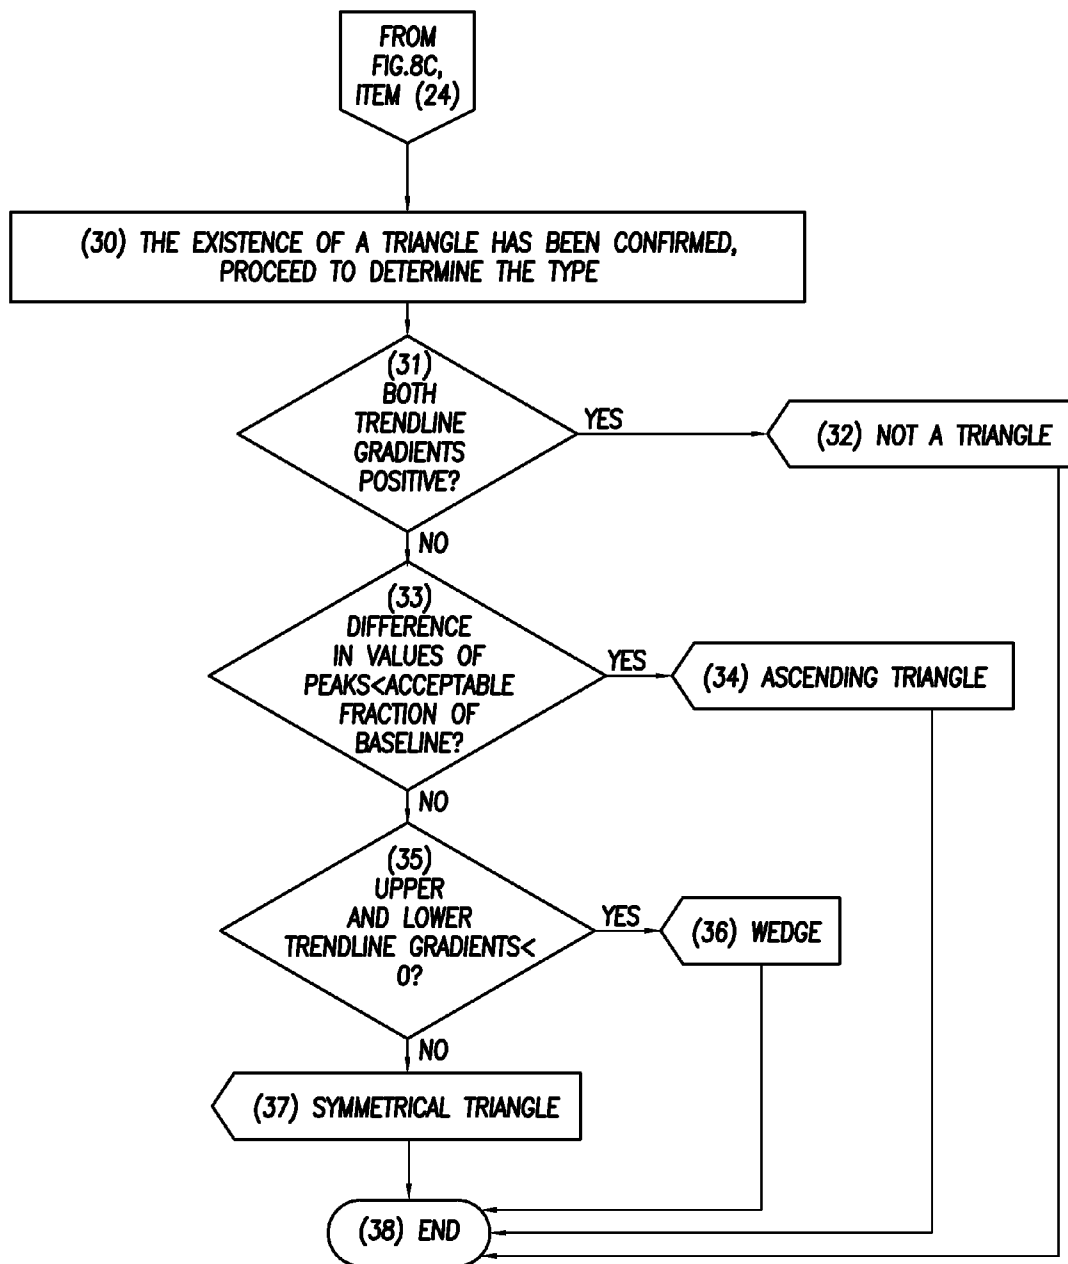 FROM
FIG.8C,
ITEM (24)
(30) THE EXISTENCE OF A TRIANGLE HAS BEEN CONFIRMED,
PROCEED TO DETERMINE THE TYPE
(31)
BOTH
TRENDLINE
GRADIENTS
POSITIVE?
YES
(32) NOT A TRIANGLE
NO
(33)
DIFFERENCE
IN VALUES OF
PEAKS<ACCEPTABLE
FRACTION OF
BASELINE?
YES
(34) ASCENDING TRIANGLE
NO
(35)
UPPER
AND LOWER
TRENDLINE GRADIENTS<
0?
YES
(36) WEDGE
NO
(37) SYMMETRICAL TRIANGLE
(38) END